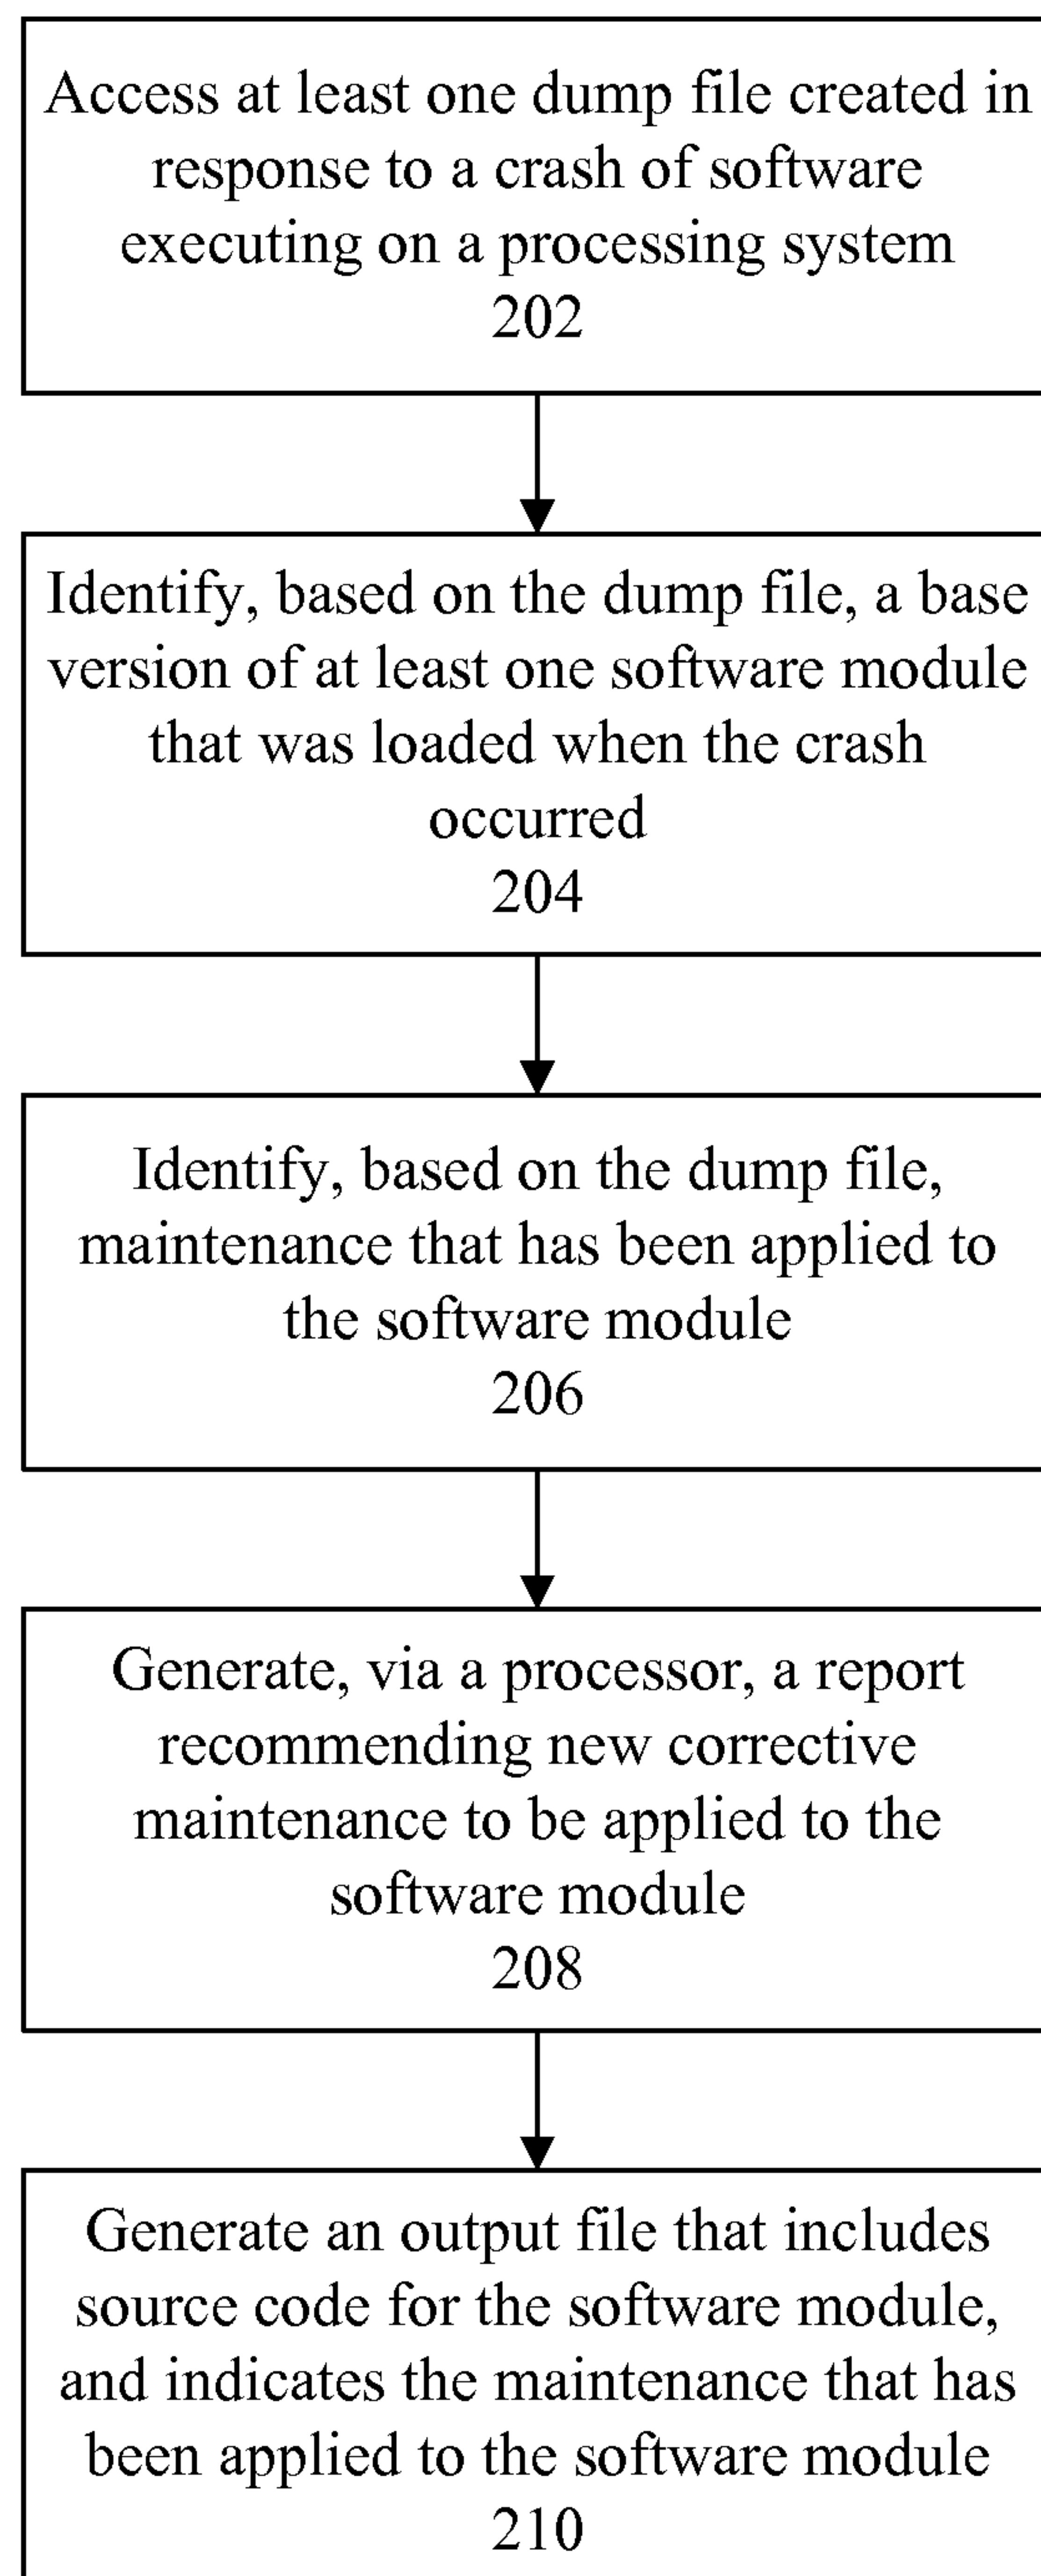 Access at least one dump file created in
response to a crash of software
executing on a processing system
202
Identify, based on the dump file, a base
version of at least one software module
that was loaded when the crash
occurred
204
Identify, based on the dump file,
maintenance that has been applied to
the software module
206
Generate, via a processor, a report
recommending new corrective
maintenance to be applied to the
software module
208
Generate an output file that includes
source code for the software module,
and indicates the maintenance that has
been applied to the software module
210